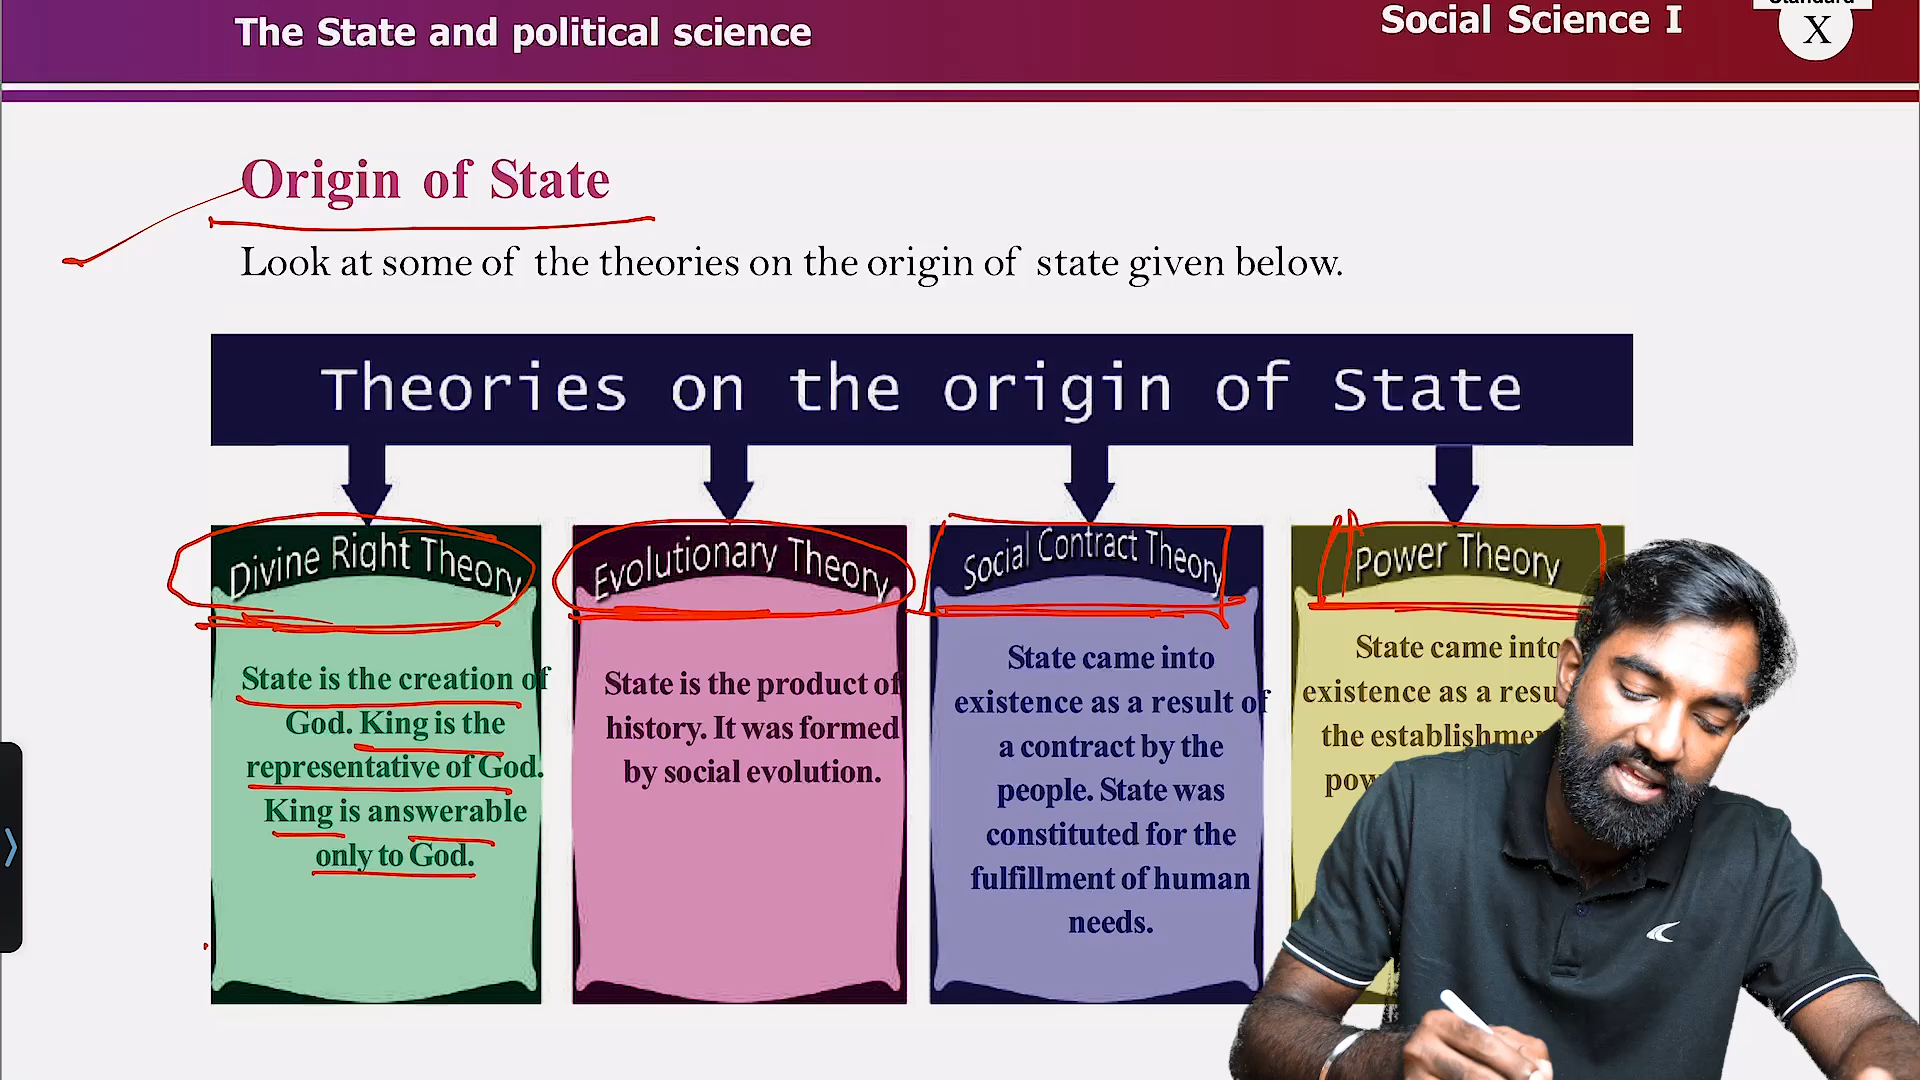 The State and political science
Social Science I
Standard
X
Origin of State
Look at some of the theories on the origin of state given below.
Theories on the origin of State
Divine Right Theory
State is the creation of
God. King is the
representative of God.
King is answerable
only to God.
Evolutionary Theory
State is the product of
history. It was formed
by social evolution.
Social Contract Theory
State came into
existence as a result of
a contract by the
people. State was
constituted for the
fulfillment of human
needs.
Power Theory
State came into
existence as a
the